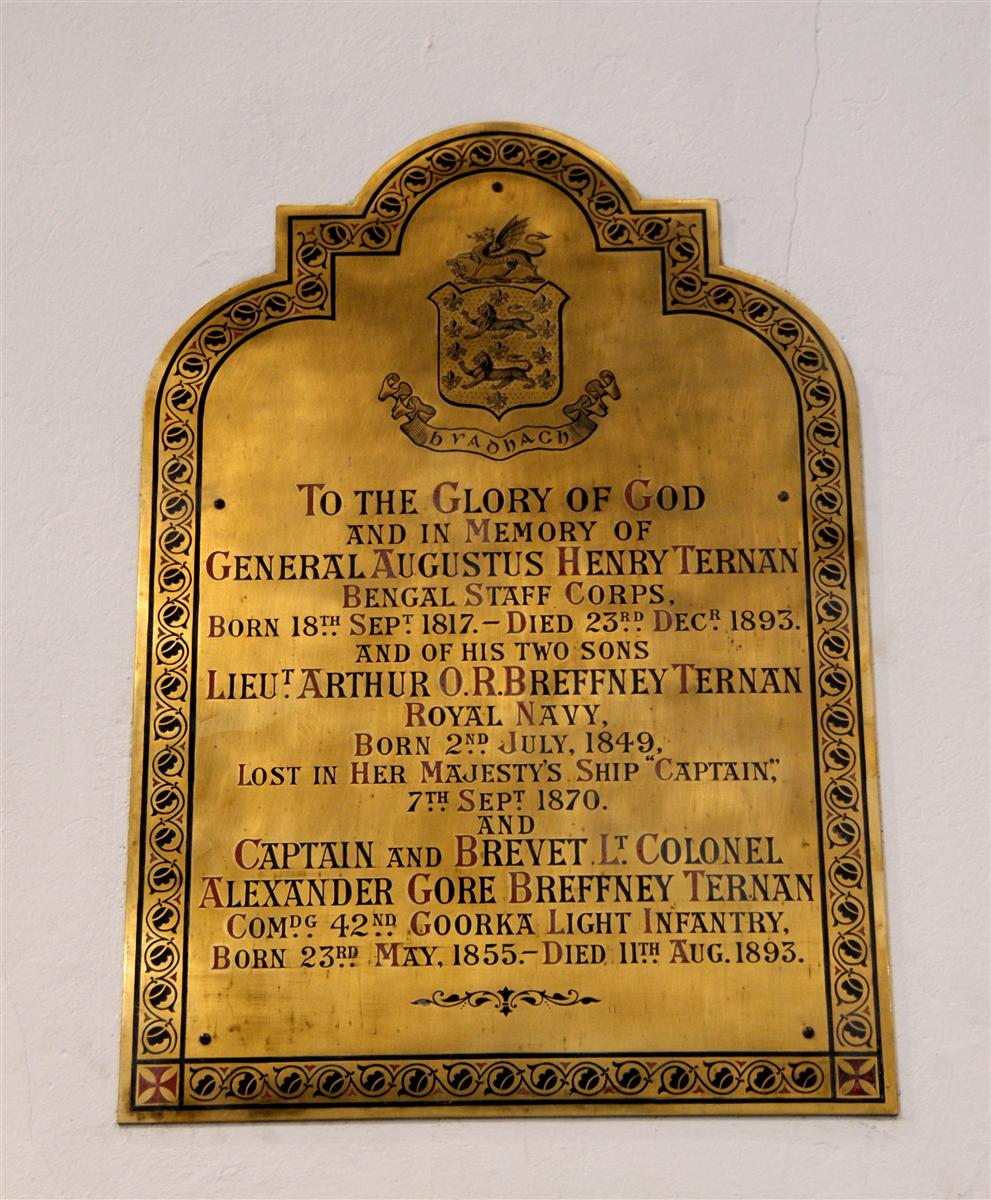 bvadhach
TO THE GLORY OF GOD
AND IN MEMORY OF
GENERAL AUGUSTUS HENRY TERNAN
BENGAL STAFF CORPS,
BORN 18TH SEPT 1817.–DIED 23RD DECR 1893.
AND OF HIS TWO SONS
LIEUT ARTHUR O.R.BREFFNEY TERNAN
ROYAL NAVY,
BORN 2ND JULY, 1849,
LOST IN HER MAJESTY'S SHIP "CAPTAIN",
7TH SEPT 1870.
AND
CAPTAIN AND BREVET LT COLONEL
ALEXANDER GORE BREFFNEY TERNAN
COMDG 42ND GOORKA LIGHT INFANTRY,
BORN 23RD MAY, 1855.–DIED 11TH AUG. 1893.